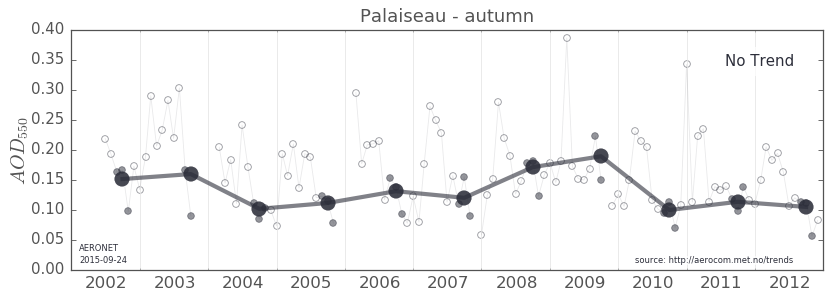 Palaiseau - autumn
0.40
0.35
0.30
0.25
0.20
0.15
0.10
0.05
0.00
AOD550
No Trend
AERONET
2015-09-24
source: http://aerocom.met.no/trends
2002 2003 2004 2005 2006 2007 2008 2009 2010 2011 2012